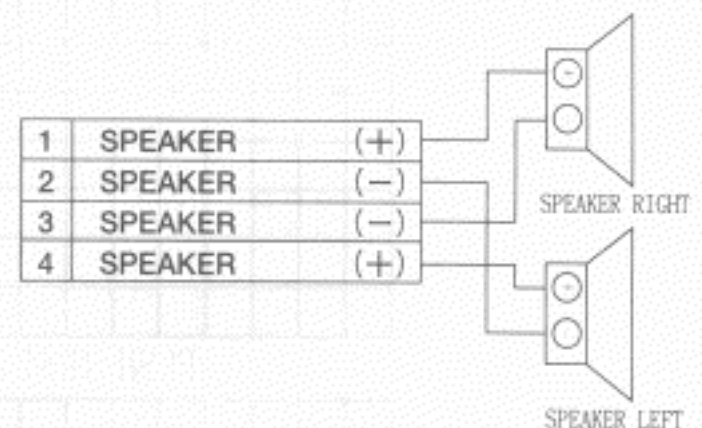 1 SPEAKER (+)
2 SPEAKER (−)
3 SPEAKER (−)
4 SPEAKER (+)
SPEAKER RIGHT
SPEAKER LEFT